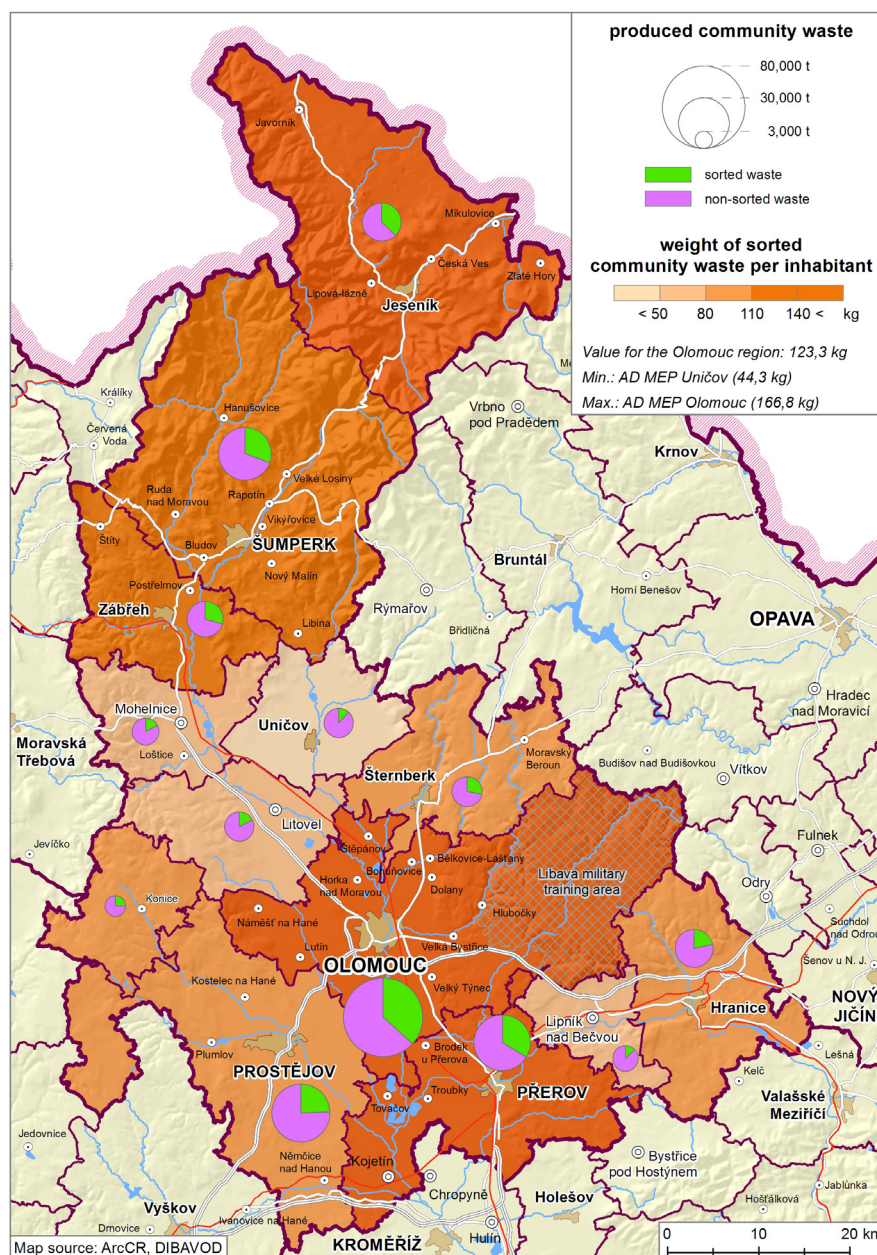 produced community waste
80,000 t
30,000 t
3,000 t
sorted waste
non-sorted waste
weight of sorted
community waste per inhabitant
< 50 80 110 140 < kg
Value for the Olomouc region: 123,3 kg
Min.: AD MEP Uničov (44,3 kg)
Max.: AD MEP Olomouc (166,8 kg)
Javorník
Mikulovice
Česká Ves
Zlaté Hory
Lipová-lázně
Jeseník
Králíky
Červená
Voda
Hanušovice
Vrbno
pod Pradědem
Krnov
Velké Losiny
Ruda
nad Moravou
Rapotín
Vikýřovice
Štíty
Bludov
ŠUMPERK
Nový Malín
Bruntál
Postřelmov
Zábřeh
Rýmařov
Horní Benešov
Libina
Břidličná
OPAVA
Mohelnice
Uničov
Hradec
nad Moravicí
Moravská
Třebová
Loštice
Šternberk
Moravský
Beroun
Budišov nad Budišovkou
Vítkov
Litovel
Štěpánov
Jevíčko
Fulnek
Bohuňovice
Bělkovice-Lašťany
Horka
nad Moravou
Dolany
Libavá military
training area
Odry
Konice
Náměšť na Hané
Hlubočky
Suchdol
nad Odrou
Lutín
Velká Bystřice
Šenov u N. J.
OLOMOUC
Kostelec na Hané
Velký Týnec
NOVÝ
JIČÍN
Hranice
Lipník
nad Bečvou
Plumlov
Brodek
u Přerova
Lešná
PROSTĚJOV
PŘEROV
Kelč
Troubky
Tovačov
Valašské
Meziříčí
Jedovnice
Němčice
nad Hanou
Kojetín
Bystřice
pod Hostýnem
Chropyně
Jablůnka
Vyškov
Holešov
Hošťálková
Drnovice
Ivanovice na Hané
Hulín
KROMĚŘÍŽ
0 10 20 km
Map source: ArcCR, DIBAVOD